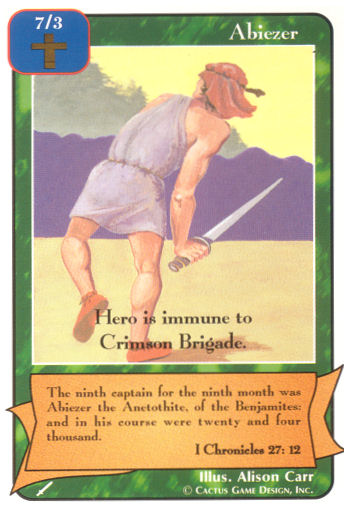 7/3
Abiezer
Hero is immune to
Crimson Brigade.
The ninth captain for the ninth month was
Abiezer the Anetothite, of the Benjamites:
and in his course were twenty and four
thousand.
I Chronicles 27: 12
Illus. Alison Carr
© CACTUS GAME DESIGN, INC.